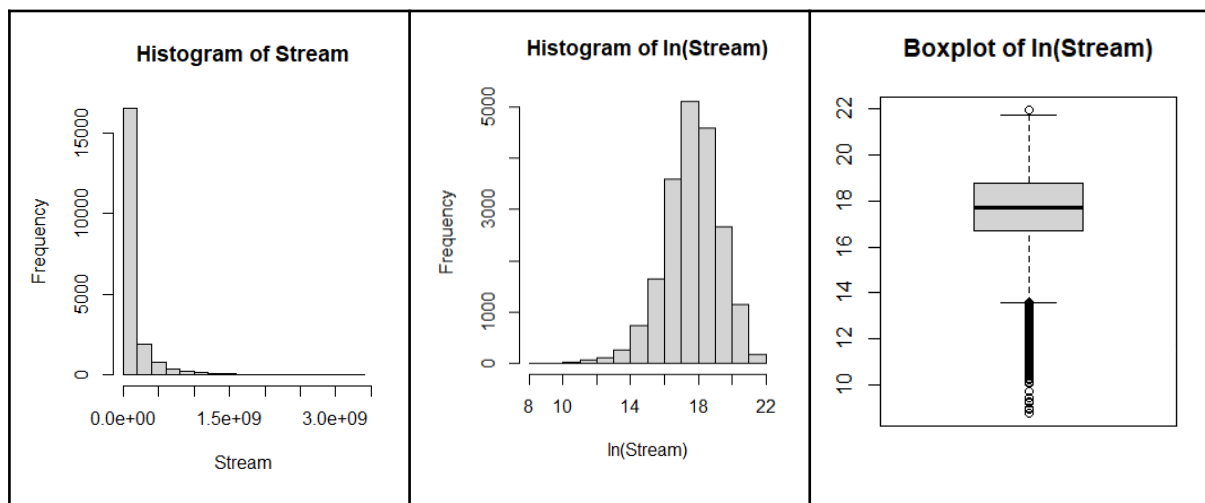 Histogram of Stream
Frequency
0
5000
10000
15000
0.0e+00 1.5e+09 3.0e+09
Stream
Histogram of ln(Stream)
Frequency
0
1000
3000
5000
8 10 14 18 22
ln(Stream)
Boxplot of ln(Stream)
22
20
18
16
14
12
10